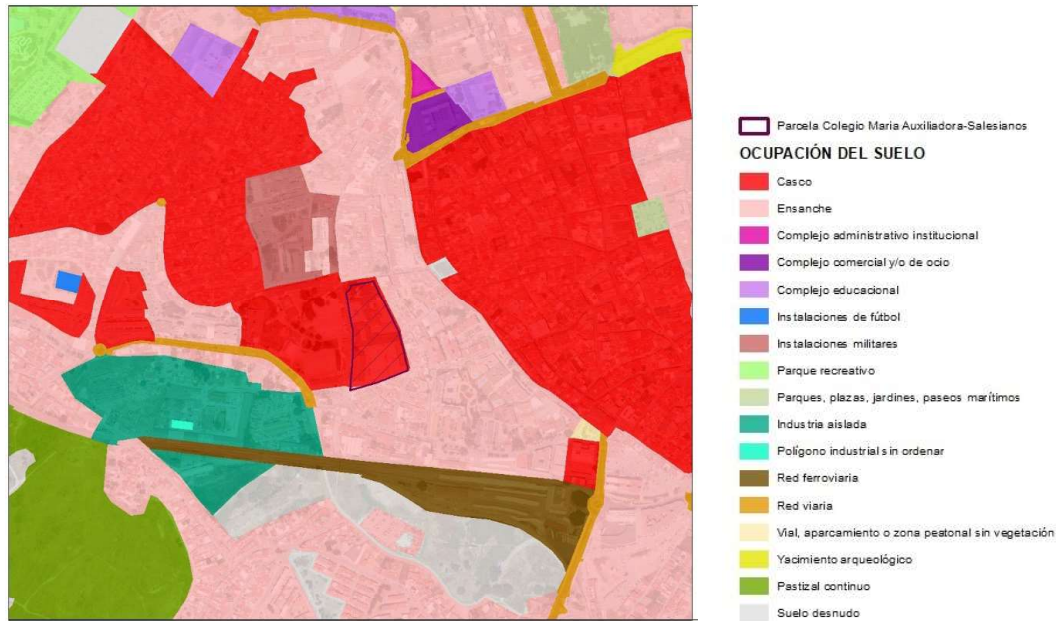 Parcela Colegio Maria Auxiliadora-Salesianos
OCUPACIÓN DEL SUELO
Casco
Ensanche
Complejo administrativo institucional
Complejo comercial y/o de ocio
Complejo educacional
Instalaciones de fútbol
Instalaciones militares
Parque recreativo
Parques, plazas, jardines, paseos marítimos
Industria aislada
Polígono industrial sin ordenar
Red ferroviaria
Red viaria
Vial, aparcamiento o zona peatonal sin vegetación
Yacimiento arqueológico
Pastizal continuo
Suelo desnudo